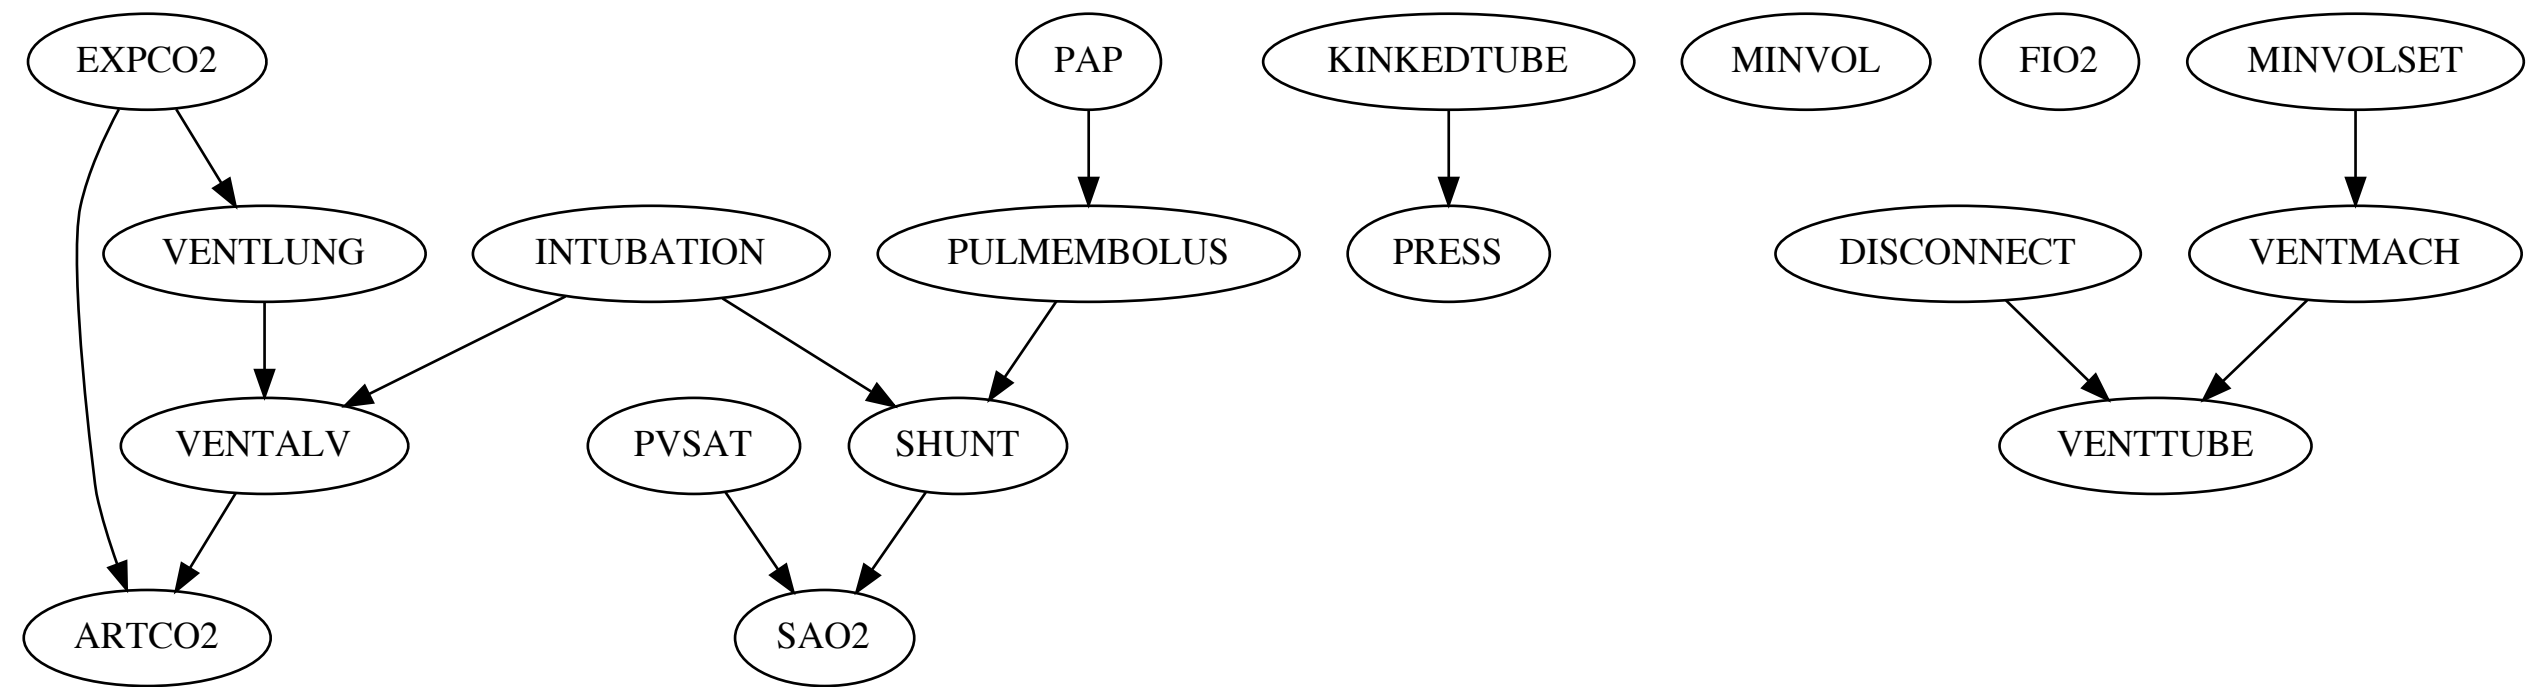 EXPCO2
PAP
KINKEDTUBE
MINVOL
FIO2
MINVOLSET
VENTLUNG
INTUBATION
PULMEMBOLUS
PRESS
DISCONNECT
VENTMACH
VENTALV
PVSAT
SHUNT
VENTTUBE
ARTCO2
SAO2